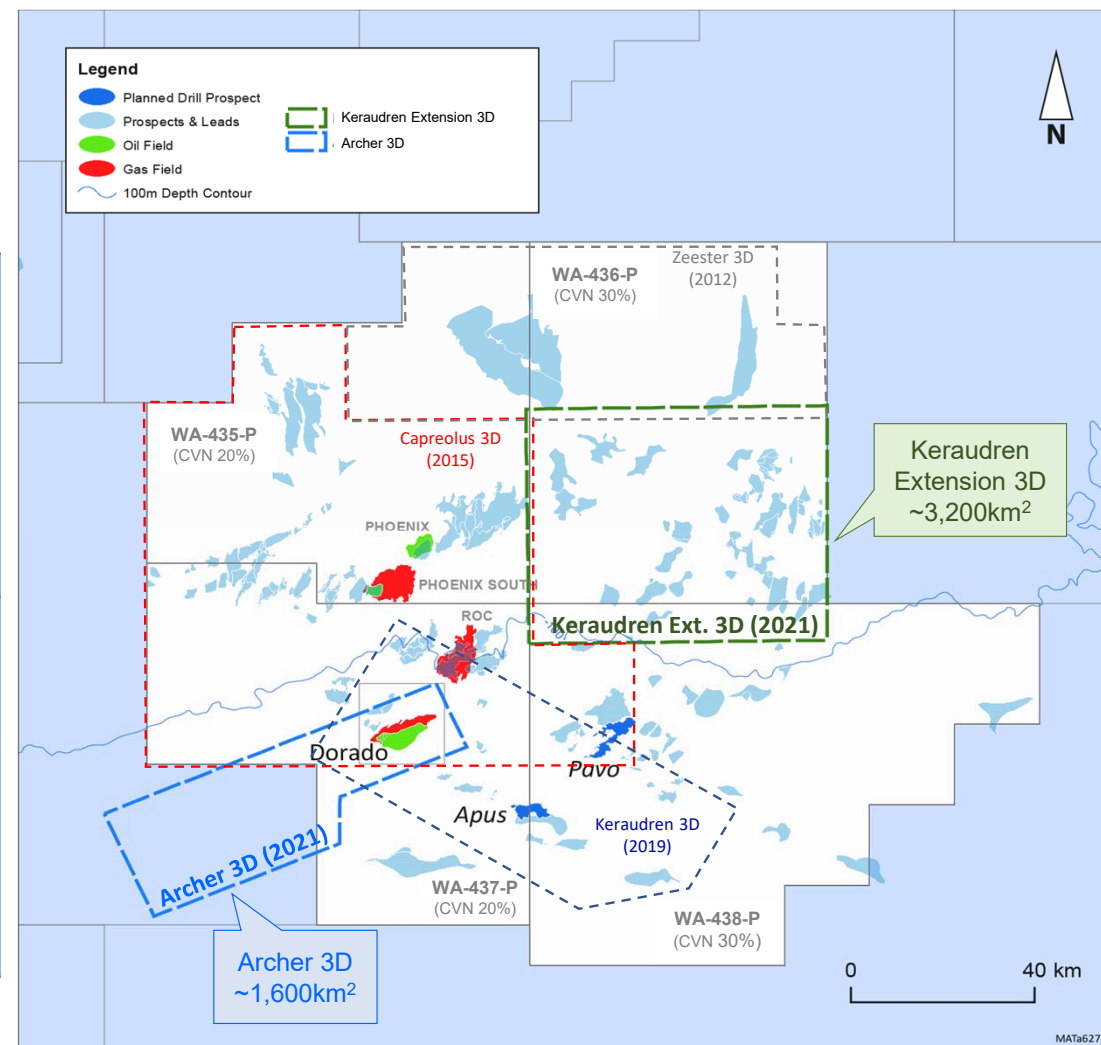 Legend
Planned Drill Prospect
Prospects & Leads
Oil Field
Gas Field
100m Depth Contour
Keraudren Extension 3D
Archer 3D
N
WA-436-P
(CVN 30%)
Zeester 3D
(2012)
WA-435-P
(CVN 20%)
Capreolus 3D
(2015)
Keraudren
Extension 3D
~3,200km²
PHOENIX
PHOENIX SOUTH
ROC
Keraudren Ext. 3D (2021)
Dorado
Pavo
Apus
Keraudren 3D
(2019)
Archer 3D (2021)
WA-437-P
(CVN 20%)
WA-438-P
(CVN 30%)
Archer 3D
~1,600km²
0 40 km
MATa627